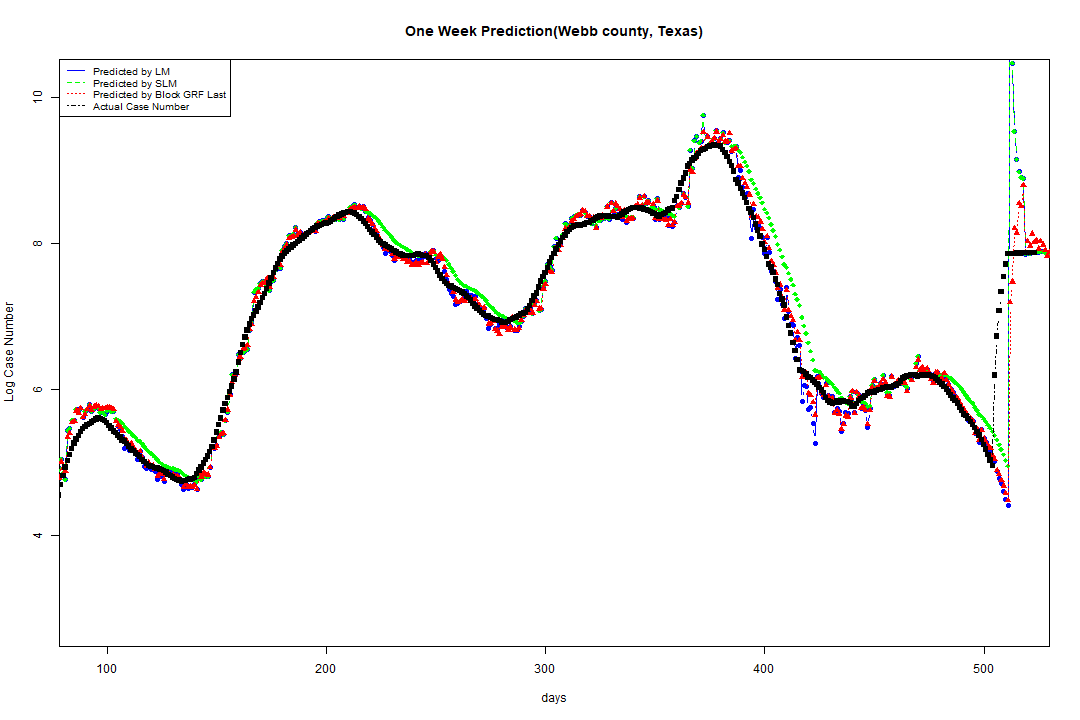 One Week Prediction(Webb county, Texas)
Predicted by LM
Predicted by SLM
Predicted by Block GRF Last
Actual Case Number
10
8
6
4
Log Case Number
100 200 300 400 500
days